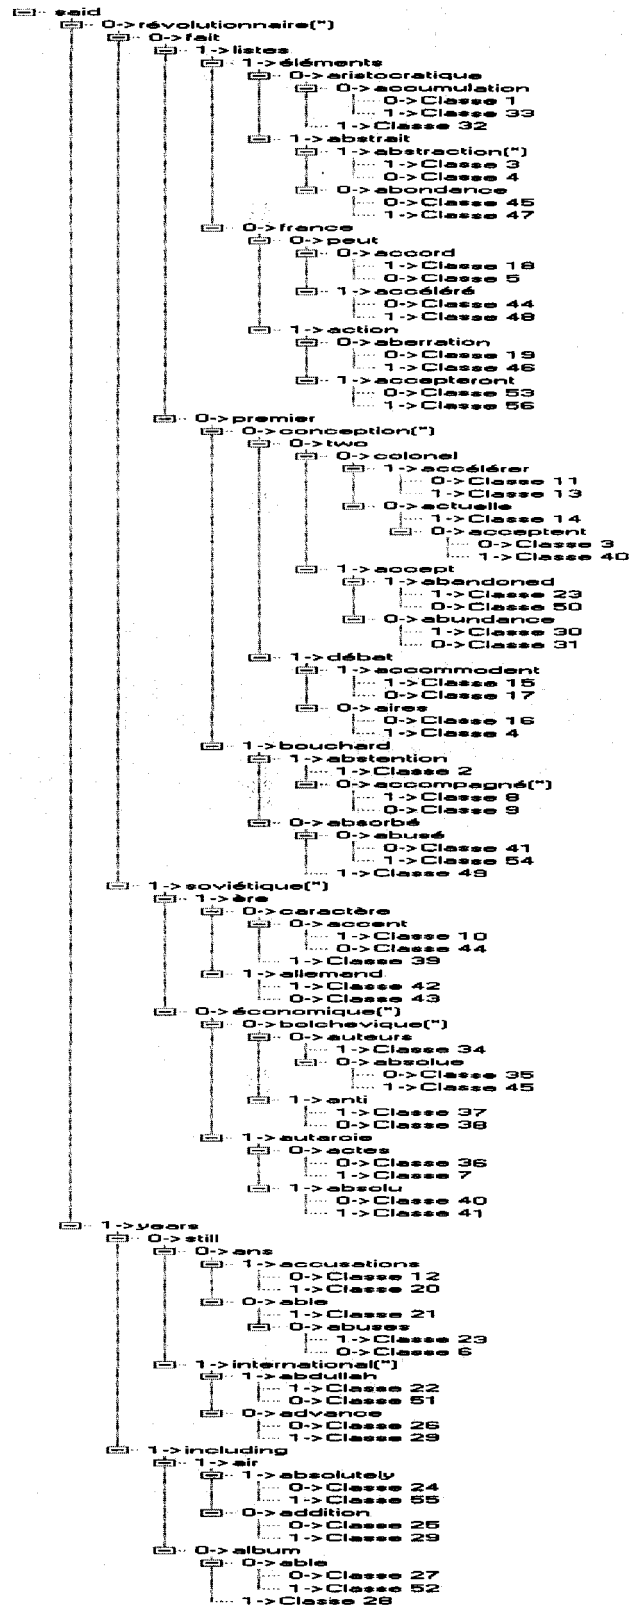 said
0->révolutionnaire(*)
0->fait
1->listes
1->éléments
0->aristocratique
0->accumulation
0->Classe 1
1->Classe 33
1->Classe 32
1->abstrait
1->abstraction(*)
1->Classe 3
0->Classe 4
0->abondance
0->Classe 45
1->Classe 47
0->france
0->peut
0->accord
1->Classe 18
0->Classe 5
1->accéléré
0->Classe 44
1->Classe 48
1->action
0->aberration
0->Classe 19
1->Classe 46
1->accepteront
0->Classe 53
1->Classe 56
0->premier
0->conception(*)
0->two
0->colonel
1->accélérer
0->Classe 11
1->Classe 13
0->actuelle
1->Classe 14
0->acceptent
0->Classe 3
1->Classe 40
1->accept
1->abandoned
1->Classe 23
0->Classe 50
0->abundance
1->Classe 30
0->Classe 31
1->débat
1->accommodent
1->Classe 15
0->Classe 17
0->aires
0->Classe 16
1->Classe 4
1->bouchard
1->abstention
1->Classe 2
0->accompagné(*)
1->Classe 8
0->Classe 9
0->absorbé
0->abusé
0->Classe 41
1->Classe 54
1->Classe 49
1->soviétique(*)
1->ère
0->caractère
0->accent
1->Classe 10
0->Classe 44
1->Classe 39
1->allemand
1->Classe 42
0->Classe 43
0->économique(*)
0->bolchevique(*)
0->auteurs
1->Classe 34
0->absolue
0->Classe 35
1->Classe 45
1->anti
1->Classe 37
0->Classe 38
1->autarcie
0->actes
0->Classe 36
1->Classe 7
1->absolu
0->Classe 40
1->Classe 41
1->years
0->still
0->ans
1->accusations
0->Classe 12
1->Classe 20
0->able
1->Classe 21
0->abuses
1->Classe 23
0->Classe 6
1->international(*)
1->abdullah
1->Classe 22
0->Classe 51
0->advance
0->Classe 26
1->Classe 29
1->including
1->air
1->absolutely
0->Classe 24
1->Classe 55
0->addition
0->Classe 25
1->Classe 29
0->album
0->able
0->Classe 27
1->Classe 52
1->Classe 28